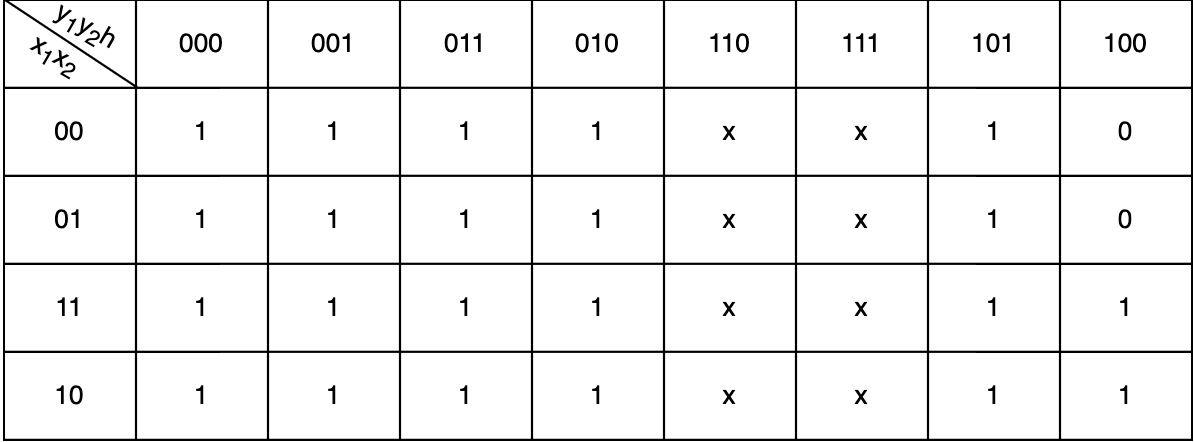 y₁y₂h
x₁x₂
000 001 011 010 110 111 101 100
00 1 1 1 1 x x 1 0
01 1 1 1 1 x x 1 0
11 1 1 1 1 x x 1 1
10 1 1 1 1 x x 1 1